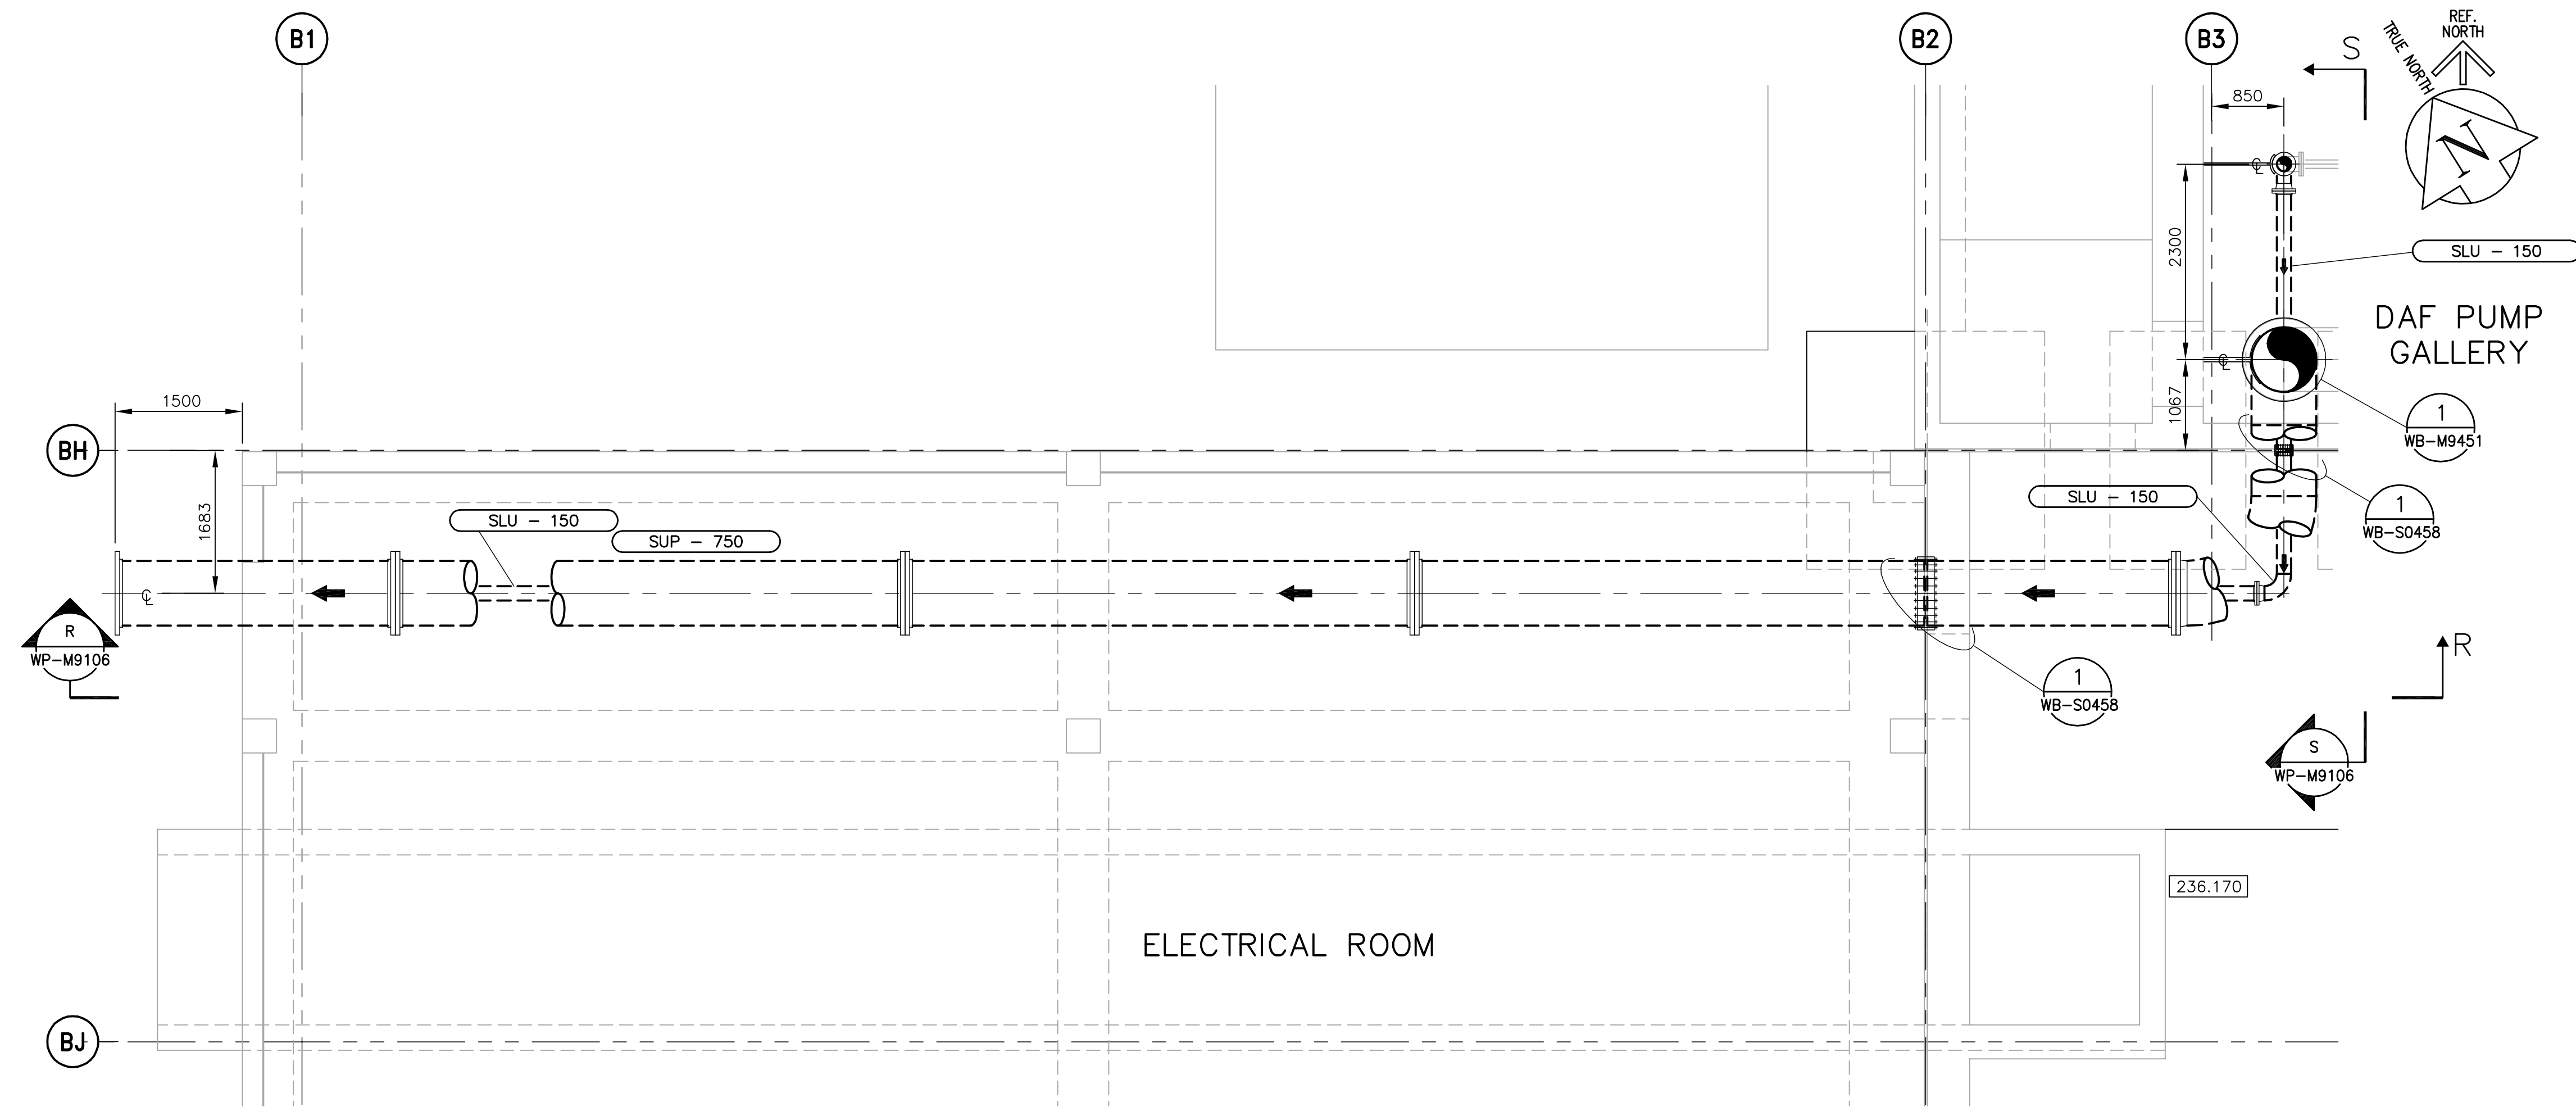 B1
B2
B3
REF.
NORTH
TRUE NORTH
N
S
850
2300
SLU - 150
DAF PUMP
GALLERY
℄
℄
1067
1
WB-M9451
1500
BH
1683
SLU - 150
SUP - 750
SLU - 150
1
WB-S0458
℄
R
WP-M9106
R
1
WB-S0458
S
WP-M9106
236.170
ELECTRICAL ROOM
BJ